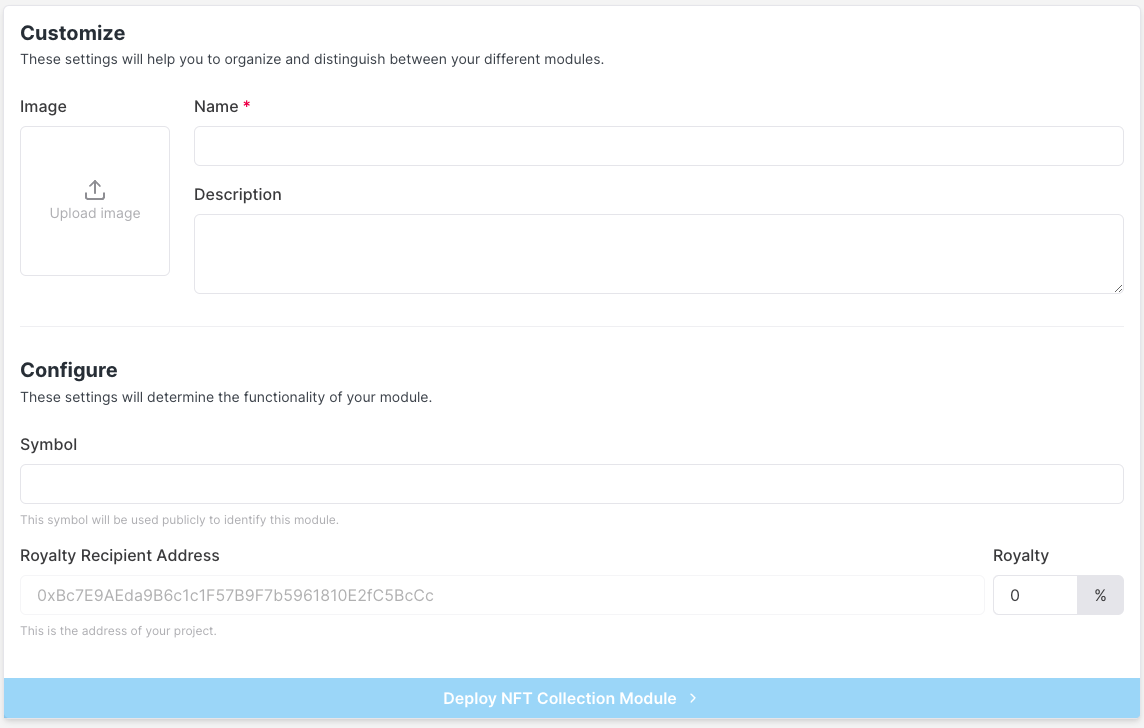 Customize
These settings will help you to organize and distinguish between your different modules.
Image
Name *
Upload image
Description
Configure
These settings will determine the functionality of your module.
Symbol
This symbol will be used publicly to identify this module.
Royalty Recipient Address
Royalty
0xBc7E9AEda9B6c1c1F57B9F7b5961810E2fC5BcCc
0 %
This is the address of your project.
Deploy NFT Collection Module >